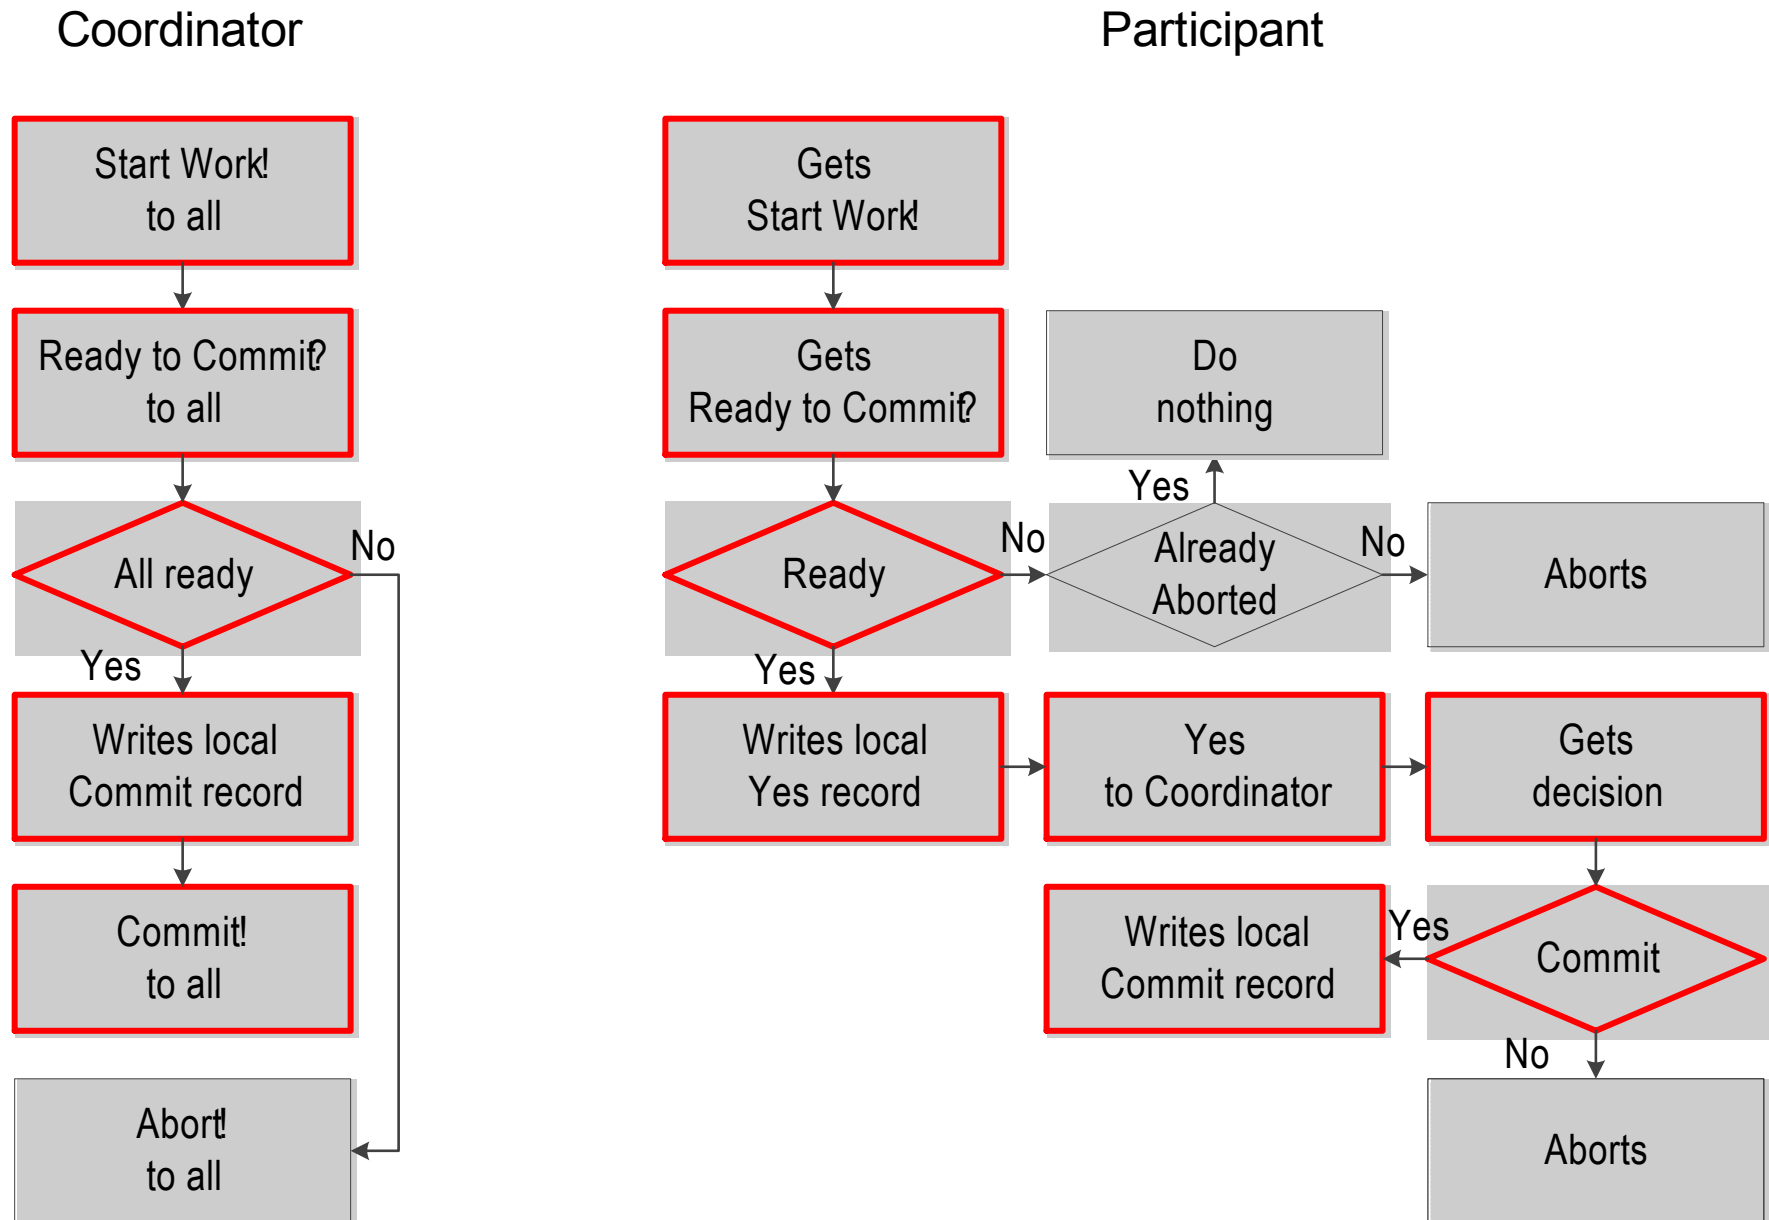 Coordinator
Participant
Start Work!
to all
Gets
Start Work!
Ready to Commit?
to all
Gets
Ready to Commit?
Do
nothing
All ready
No
Yes
Ready
No
Yes
Already
Aborted
Yes
No
Aborts
Writes local
Commit record
Writes local
Yes record
Yes
to Coordinator
Gets
decision
Commit!
to all
Writes local
Commit record
Yes
Commit
No
Abort!
to all
Aborts